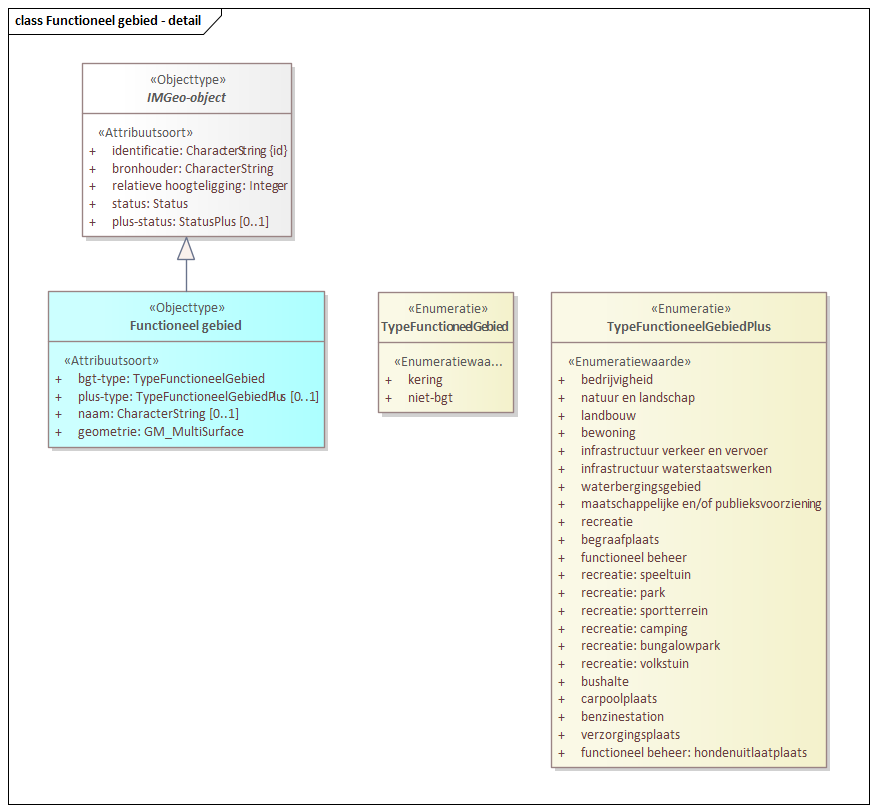 class Functioneel gebied - detail
«Objecttype»
IMGeo-object
«Attribuutsoort»
+ identificatie: CharacterString {id}
+ bronhouder: CharacterString
+ relatieve hoogteligging: Integer
+ status: Status
+ plus-status: StatusPlus [0..1]
«Objecttype»
Functioneel gebied
«Attribuutsoort»
+ bgt-type: TypeFunctioneelGebied
+ plus-type: TypeFunctioneelGebiedPlus [0..1]
+ naam: CharacterString [0..1]
+ geometrie: GM_MultiSurface
«Enumeratie»
TypeFunctioneelGebied
«Enumeratiewaa...
+ kering
+ niet-bgt
«Enumeratie»
TypeFunctioneelGebiedPlus
«Enumeratiewaarde»
+ bedrijvigheid
+ natuur en landschap
+ landbouw
+ bewoning
+ infrastructuur verkeer en vervoer
+ infrastructuur waterstaatswerken
+ waterbergingsgebied
+ maatschappelijke en/of publieksvoorziening
+ recreatie
+ begraafplaats
+ functioneel beheer
+ recreatie: speeltuin
+ recreatie: park
+ recreatie: sportterrein
+ recreatie: camping
+ recreatie: bungalowpark
+ recreatie: volkstuin
+ bushalte
+ carpoolplaats
+ benzinestation
+ verzorgingsplaats
+ functioneel beheer: hondenuitlaatplaats